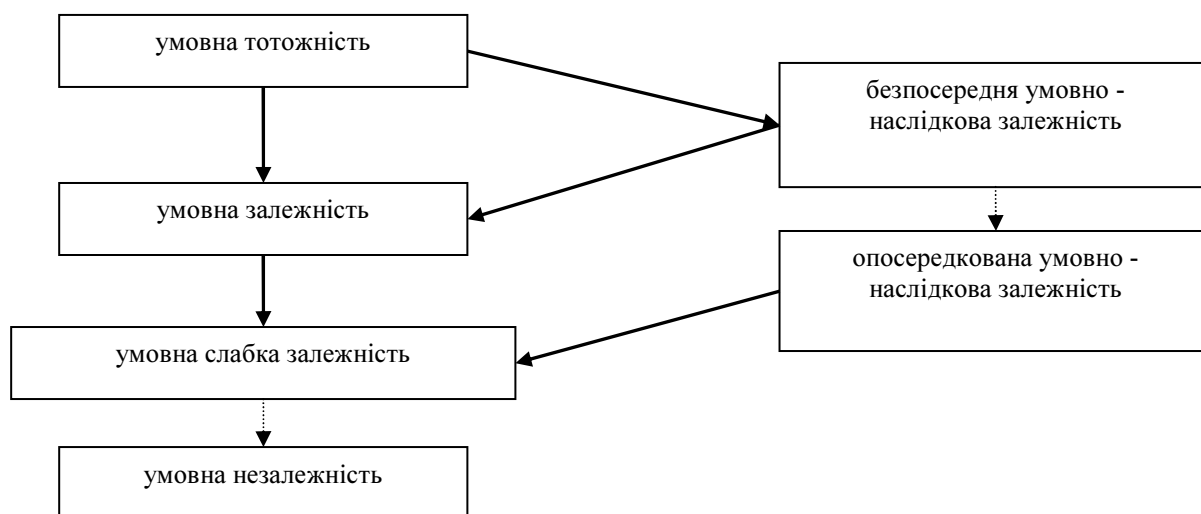 умовна тотожність
безпосередня умовно -
наслідкова залежність
умовна залежність
опосередкована умовно -
наслідкова залежність
умовна слабка залежність
умовна незалежність